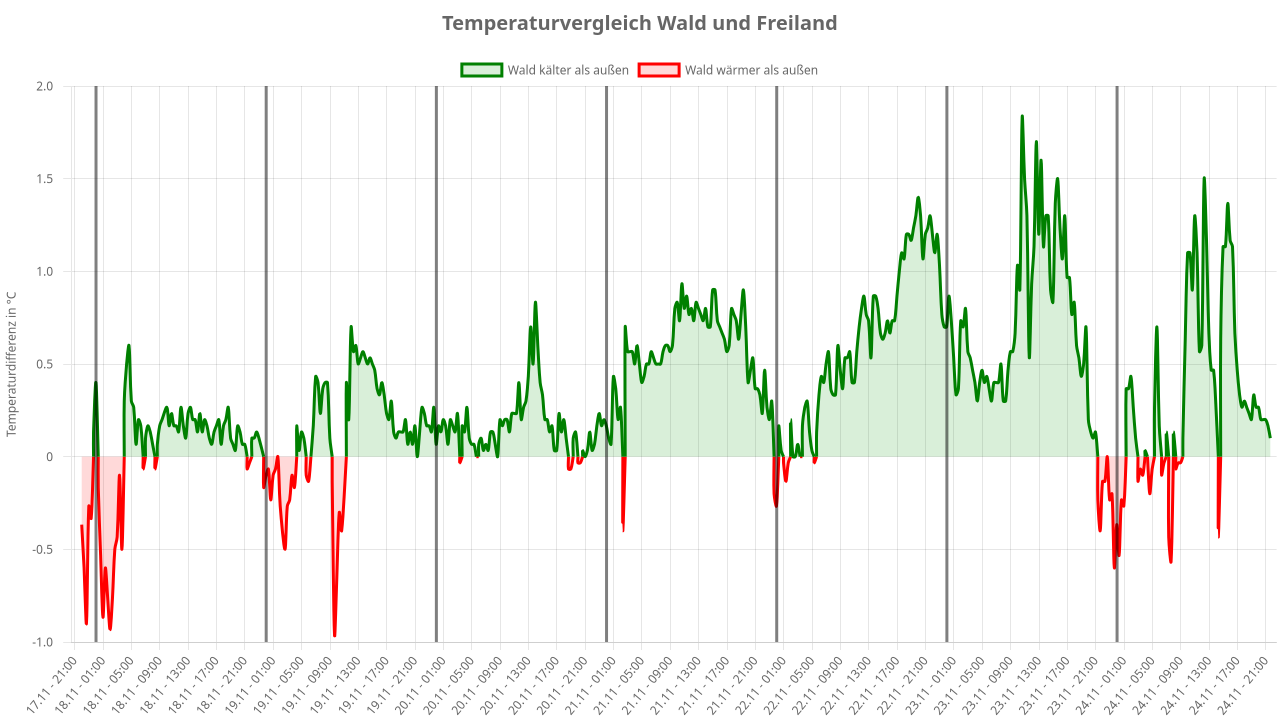 Temperaturvergleich Wald und Freiland
Wald kälter als außen
Wald wärmer als außen
Temperaturdifferenz in °C
2.0
1.5
1.0
0.5
0
-0.5
-1.0
17.11 - 21:00
18.11 - 01:00
18.11 - 05:00
18.11 - 09:00
18.11 - 13:00
18.11 - 17:00
18.11 - 21:00
19.11 - 01:00
19.11 - 05:00
19.11 - 09:00
19.11 - 13:00
19.11 - 17:00
19.11 - 21:00
20.11 - 01:00
20.11 - 05:00
20.11 - 09:00
20.11 - 13:00
20.11 - 17:00
20.11 - 21:00
21.11 - 01:00
21.11 - 05:00
21.11 - 09:00
21.11 - 13:00
21.11 - 17:00
21.11 - 21:00
22.11 - 01:00
22.11 - 05:00
22.11 - 09:00
22.11 - 13:00
22.11 - 17:00
22.11 - 21:00
23.11 - 01:00
23.11 - 05:00
23.11 - 09:00
23.11 - 13:00
23.11 - 17:00
23.11 - 21:00
24.11 - 01:00
24.11 - 05:00
24.11 - 09:00
24.11 - 13:00
24.11 - 17:00
24.11 - 21:00